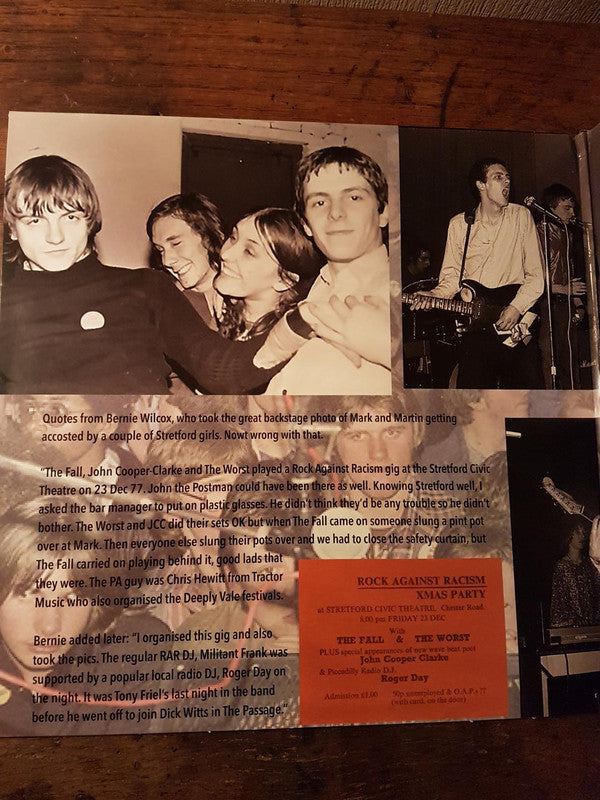 Quotes from Bernie Wilcox, who took the great backstage photo of Mark and Martin getting
accosted by a couple of Stretford girls. Nowt wrong with that.
"The Fall, John Cooper-Clarke and The Worst played a Rock Against Racism gig at the Stretford Civic
Theatre on 23 Dec 77. John the Postman could have been there as well. Knowing Stretford well, I
asked the bar manager to put on plastic glasses. He didn't think they'd be any trouble so he didn't
bother. The Worst and JCC did their sets OK but when The Fall came on someone slung a pint pot
over at Mark. Then everyone else slung their pots over and we had to close the safety curtain, but
The Fall carried on playing behind it, good lads that
they were. The PA guy was Chris Hewitt from Tractor
Music who also organised the Deeply Vale festivals.
Bernie added later: "I organised this gig and also
took the pics. The regular RAR DJ, Militant Frank was
supported by a popular local radio DJ, Roger Day on
the night. It was Tony Friel's last night in the band
before he went off to join Dick Witts in The Passage."
ROCK AGAINST RACISM
XMAS PARTY
at STRETFORD CIVIC THEATRE, Chester Road.
8:00 pm FRIDAY 23 DEC
With
THE FALL & THE WORST
PLUS special appearances of new wave beat poet
John Cooper Clarke
& Piccadilly Radio D.J.
Roger Day
Admission £1.00 50p unemployed & O.A.P.s ??
(with card, on the door)